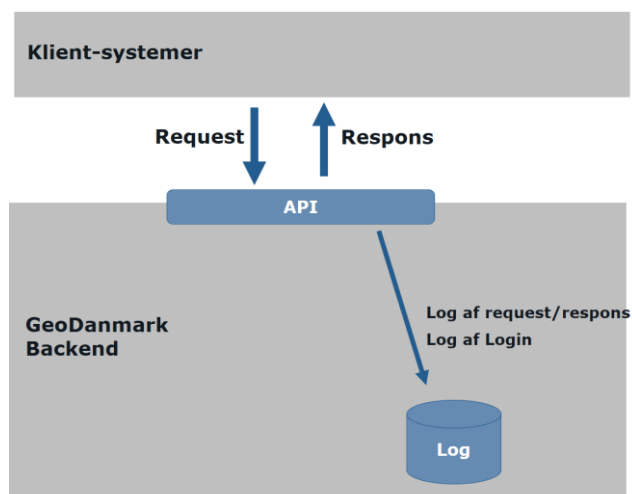 Klient-systemer
Request
Respons
API
GeoDanmark
Backend
Log af request/respons
Log af Login
Log